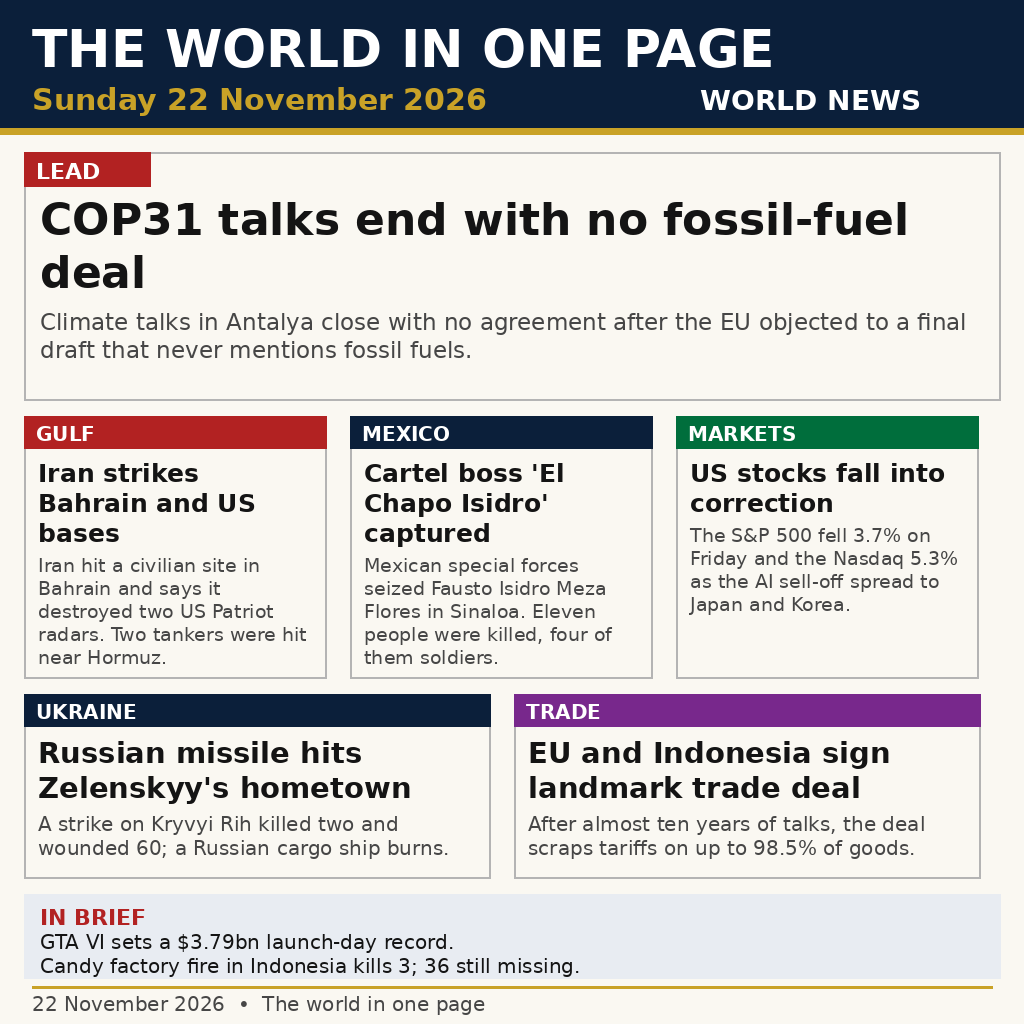 THE WORLD IN ONE PAGE
Sunday 22 November 2026
WORLD NEWS
LEAD
COP31 talks end with no fossil-fuel
deal
Climate talks in Antalya close with no agreement after the EU objected to a final
draft that never mentions fossil fuels.
GULF
Iran strikes
Bahrain and US
bases
Iran hit a civilian site in
Bahrain and says it
destroyed two US Patriot
radars. Two tankers were hit
near Hormuz.
MEXICO
Cartel boss 'El
Chapo Isidro'
captured
Mexican special forces
seized Fausto Isidro Meza
Flores in Sinaloa. Eleven
people were killed, four of
them soldiers.
MARKETS
US stocks fall into
correction
The S&P 500 fell 3.7% on
Friday and the Nasdaq 5.3%
as the AI sell-off spread to
Japan and Korea.
UKRAINE
Russian missile hits
Zelenskyy's hometown
A strike on Kryvyi Rih killed two and
wounded 60; a Russian cargo ship burns.
TRADE
EU and Indonesia sign
landmark trade deal
After almost ten years of talks, the deal
scraps tariffs on up to 98.5% of goods.
IN BRIEF
GTA VI sets a $3.79bn launch-day record.
Candy factory fire in Indonesia kills 3; 36 still missing.
22 November 2026 • The world in one page